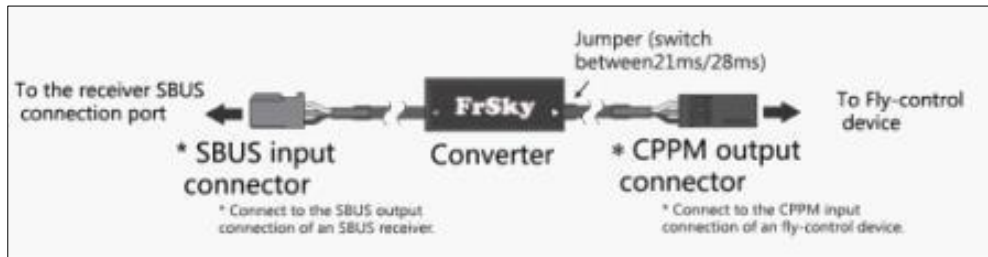 Jumper (switch
between21ms/28ms)
To the receiver SBUS
connection port
FrSky
To Fly-control
device
* SBUS input
connector
Converter
* CPPM output
connector
* Connect to the SBUS output
connection of an SBUS receiver.
* Connect to the CPPM input
connection of an fly-control device.